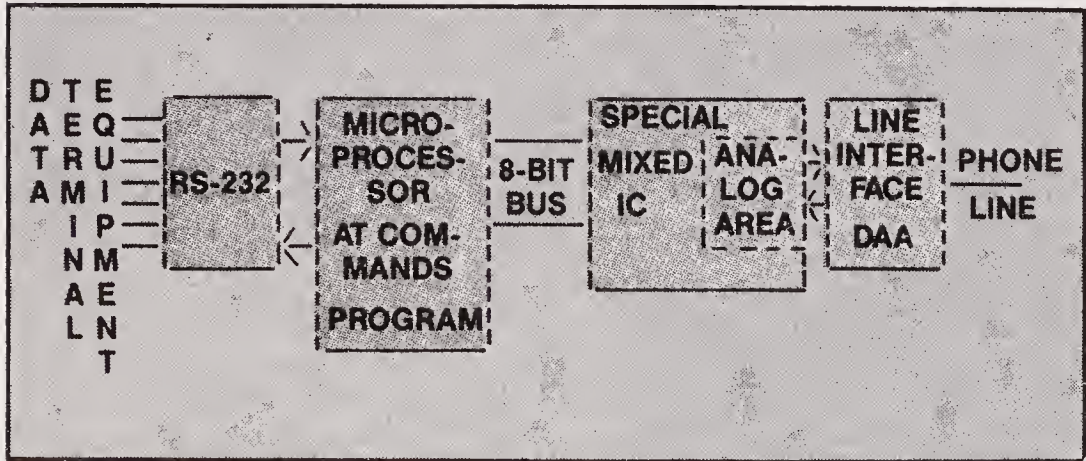 DATA
TERMINAL
EQUIPMENT
RS-232
MICRO-
PROCES-
SOR
AT COM-
MANDS
PROGRAM
8-BIT
BUS
SPECIAL
MIXED
IC
ANA-
LOG
AREA
LINE
INTER-
FACE
DAA
PHONE
LINE